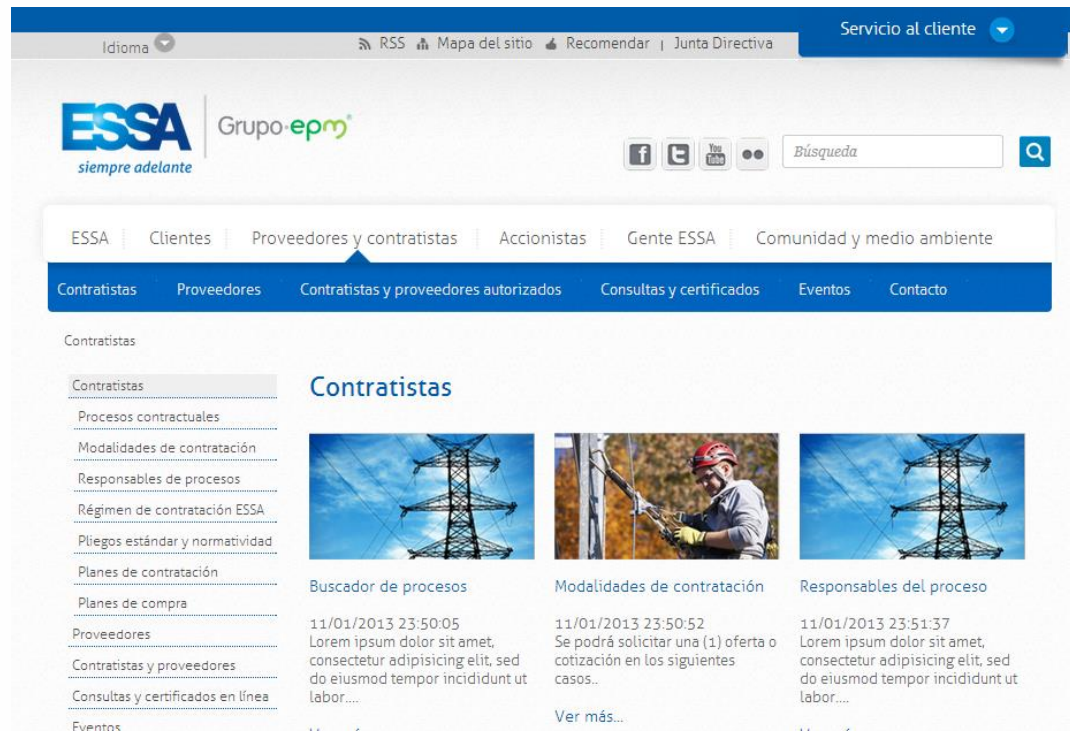 Servicio al cliente
Idioma
RSS Mapa del sitio Recomendar | Junta Directiva
ESSA
siempre adelante
Grupo·epm®
f t You Tube
Búsqueda
ESSA Clientes Proveedores y contratistas Accionistas Gente ESSA Comunidad y medio ambiente
Contratistas Proveedores Contratistas y proveedores autorizados Consultas y certificados Eventos Contacto
Contratistas
Contratistas
Procesos contractuales
Modalidades de contratación
Responsables de procesos
Régimen de contratación ESSA
Pliegos estándar y normatividad
Planes de contratación
Planes de compra
Proveedores
Contratistas y proveedores
Consultas y certificados en línea
Eventos
Contratistas
Buscador de procesos
11/01/2013 23:50:05
Lorem ipsum dolor sit amet,
consectetur adipisicing elit, sed
do eiusmod tempor incididunt ut
labor....
Modalidades de contratación
11/01/2013 23:50:52
Se podrá solicitar una (1) oferta o
cotización en los siguientes
casos..
Ver más...
Responsables del proceso
11/01/2013 23:51:37
Lorem ipsum dolor sit amet,
consectetur adipisicing elit, sed
do eiusmod tempor incididunt ut
labor....